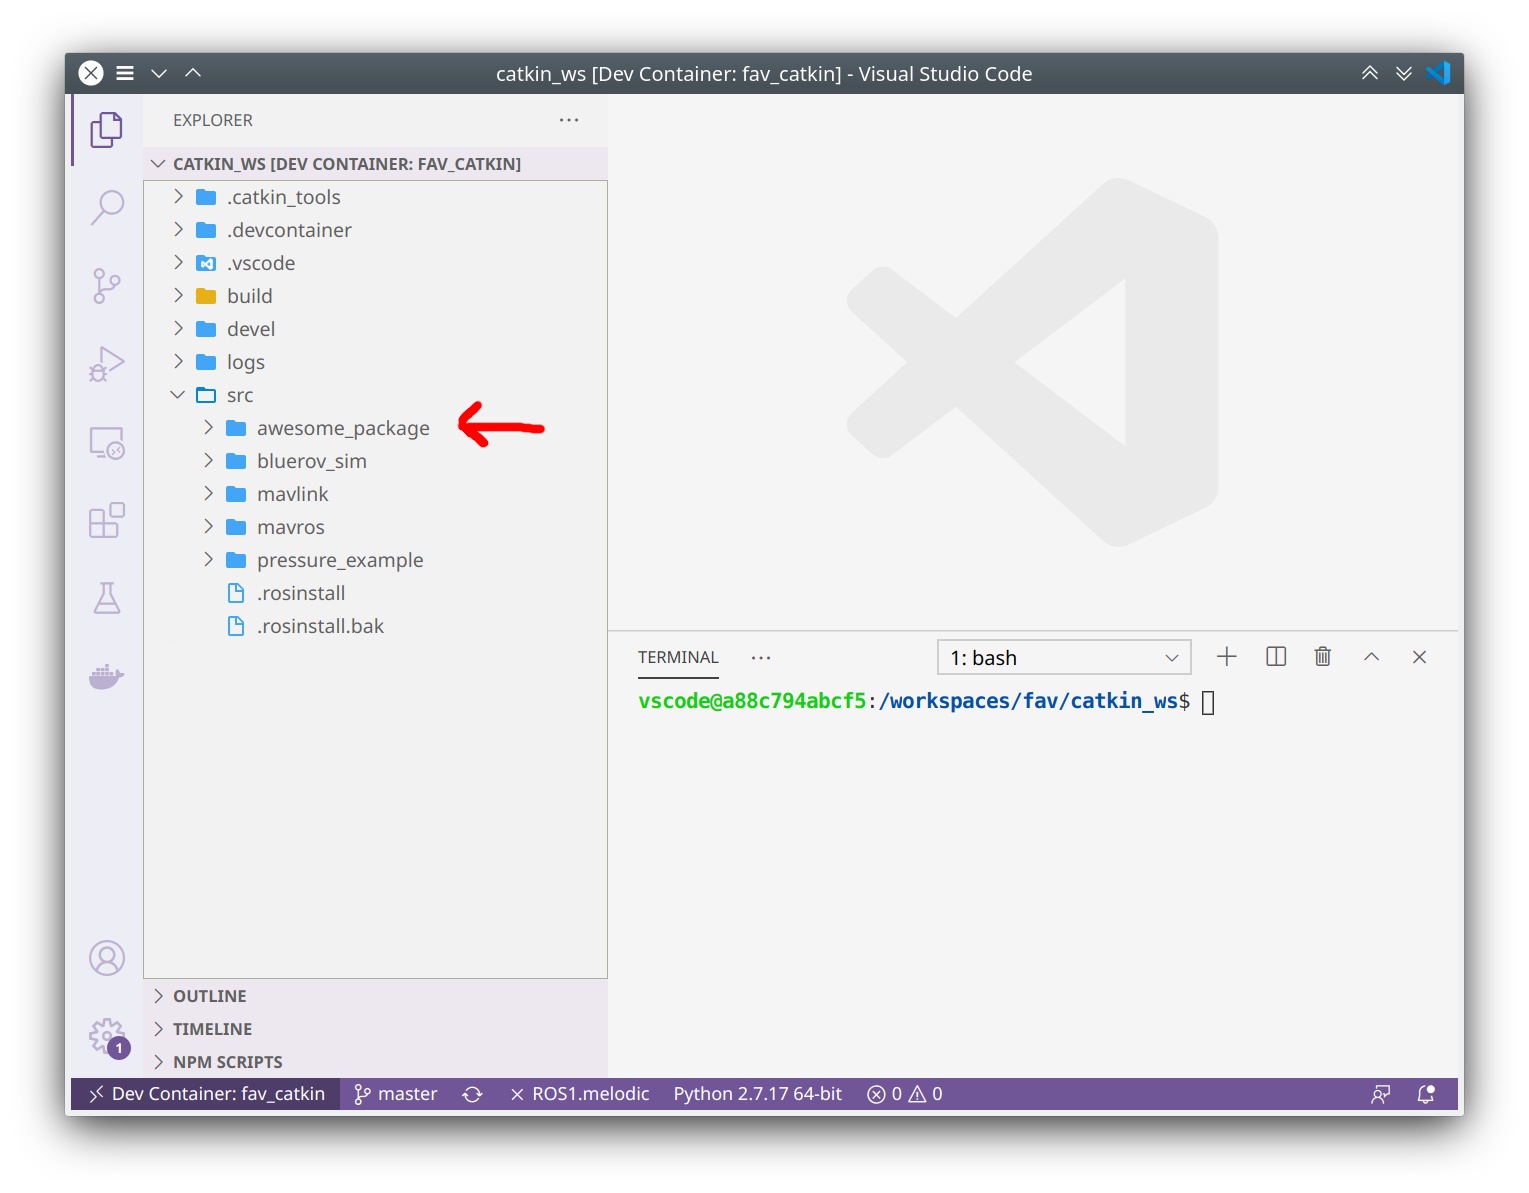 catkin_ws [Dev Container: fav_catkin] - Visual Studio Code
EXPLORER
CATKIN_WS [DEV CONTAINER: FAV_CATKIN]
.catkin_tools
.devcontainer
.vscode
build
devel
logs
src
awesome_package
bluerov_sim
mavlink
mavros
pressure_example
.rosinstall
.rosinstall.bak
TERMINAL
1: bash
vscode@a88c794abcf5:/workspaces/fav/catkin_ws$
OUTLINE
TIMELINE
NPM SCRIPTS
1
Dev Container: fav_catkin master ROS1.melodic Python 2.7.17 64-bit 0 0